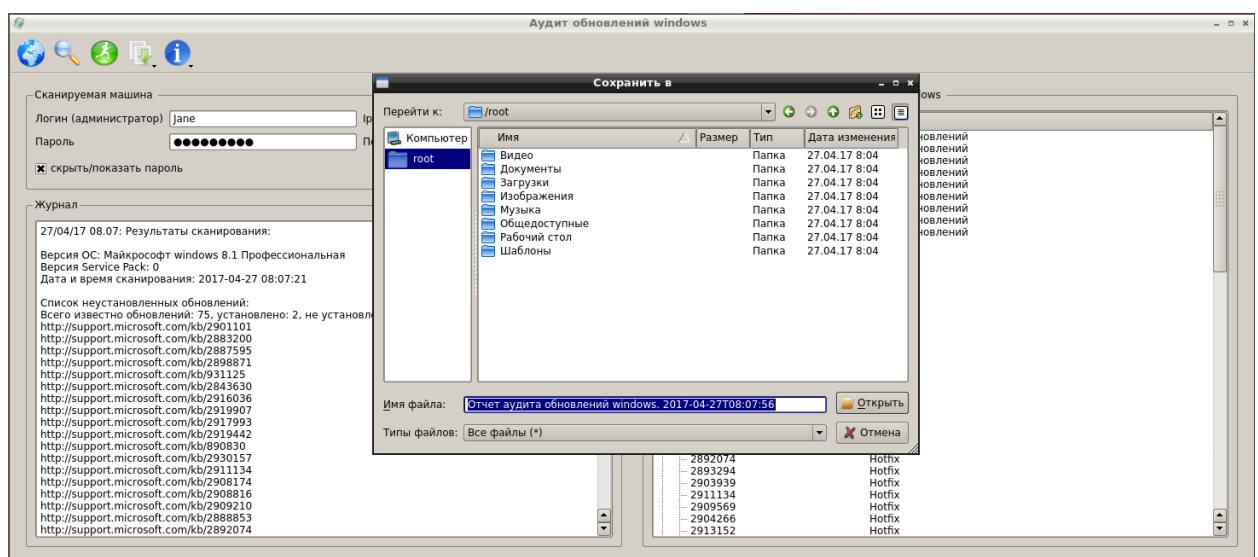 Аудит обновлений windows
Сканируемая машина
Логин (администратор) Jane
Пароль
скрыть/показать пароль
Журнал
27/04/17 08.07: Результаты сканирования:
Версия ОС: Майкрософт windows 8.1 Профессиональная
Версия Service Pack: 0
Дата и время сканирования: 2017-04-27 08:07:21
Список неустановленных обновлений:
Всего известно обновлений: 75, установлено: 2, не установл
http://support.microsoft.com/kb/2901101
http://support.microsoft.com/kb/2883200
http://support.microsoft.com/kb/2887595
http://support.microsoft.com/kb/2898871
http://support.microsoft.com/kb/931125
http://support.microsoft.com/kb/2843630
http://support.microsoft.com/kb/2916036
http://support.microsoft.com/kb/2919907
http://support.microsoft.com/kb/2917993
http://support.microsoft.com/kb/2919442
http://support.microsoft.com/kb/890830
http://support.microsoft.com/kb/2930157
http://support.microsoft.com/kb/2911134
http://support.microsoft.com/kb/2908174
http://support.microsoft.com/kb/2908816
http://support.microsoft.com/kb/2909210
http://support.microsoft.com/kb/2888853
http://support.microsoft.com/kb/2892074
Сохранить в
Перейти к: /root
Компьютер
root
Имя Размер Тип Дата изменения
Видео Папка 27.04.17 8:04
Документы Папка 27.04.17 8:04
Загрузки Папка 27.04.17 8:04
Изображения Папка 27.04.17 8:04
Музыка Папка 27.04.17 8:04
Общедоступные Папка 27.04.17 8:04
Рабочий стол Папка 27.04.17 8:04
Шаблоны Папка 27.04.17 8:04
Имя файла: Отчет аудита обновлений windows. 2017-04-27T08:07:56 Открыть
Типы файлов: Все файлы (*) Отмена
ows
новлений
новлений
новлений
новлений
новлений
новлений
новлений
новлений
новлений
2892074 Hotfix
2893294 Hotfix
2903939 Hotfix
2911134 Hotfix
2909569 Hotfix
2904266 Hotfix
2913152 Hotfix